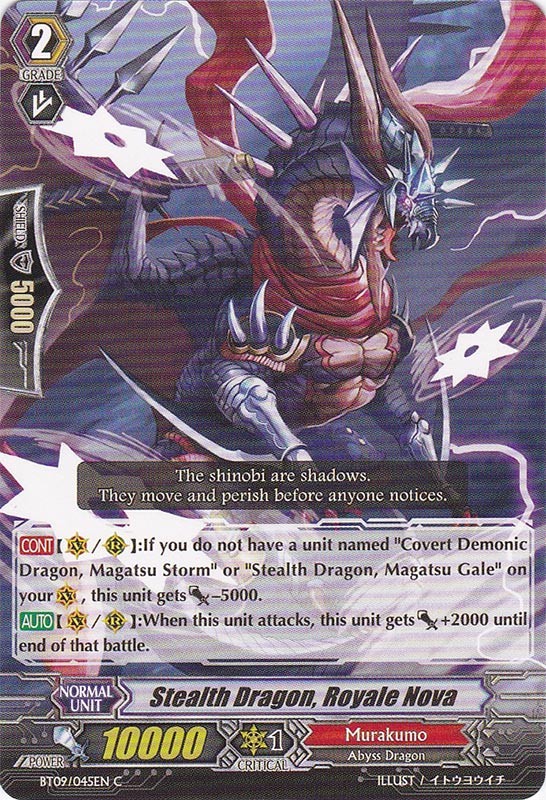 2
GRADE
SHIELD
5000
The shinobi are shadows.
They move and perish before anyone notices.
CONT【 V / R 】:If you do not have a unit named "Covert Demonic
Dragon, Magatsu Storm" or "Stealth Dragon, Magatsu Gale" on
your V , this unit gets -5000.
AUTO【 V / R 】:When this unit attacks, this unit gets +2000 until
end of that battle.
NORMAL
UNIT
Stealth Dragon, Royale Nova
POWER
10000
1
CRITICAL
Murakumo
Abyss Dragon
BT09/045EN C
ILLUST / イトウヨウイチ